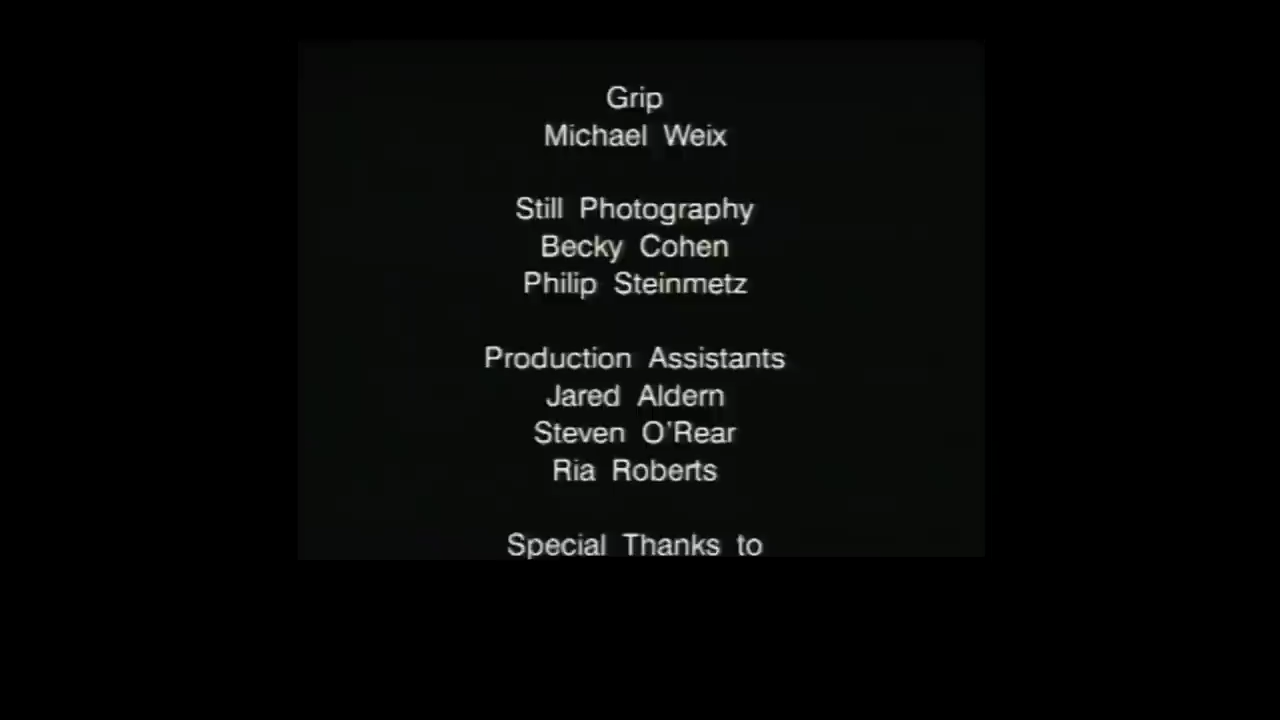 Grip
Michael Weix
Still Photography
Becky Cohen
Philip Steinmetz
Production Assistants
Jared Aldern
Steven O'Rear
Ria Roberts
Special Thanks to